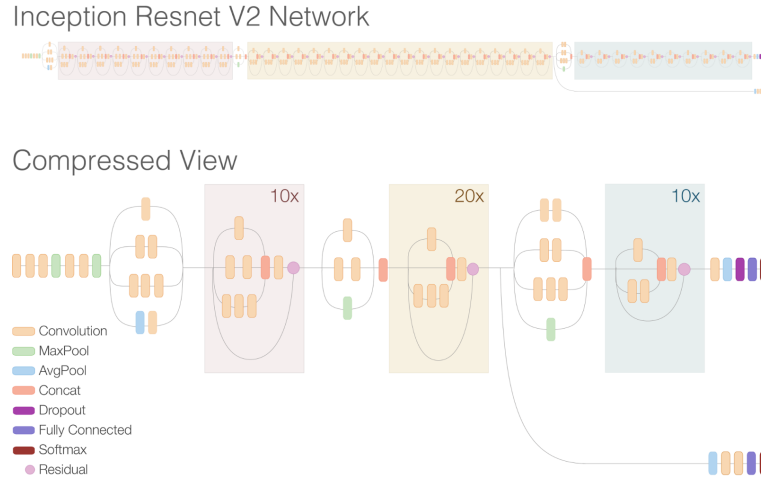 Inception Resnet V2 Network
Compressed View
10x
20x
10x
Convolution
MaxPool
AvgPool
Concat
Dropout
Fully Connected
Softmax
Residual